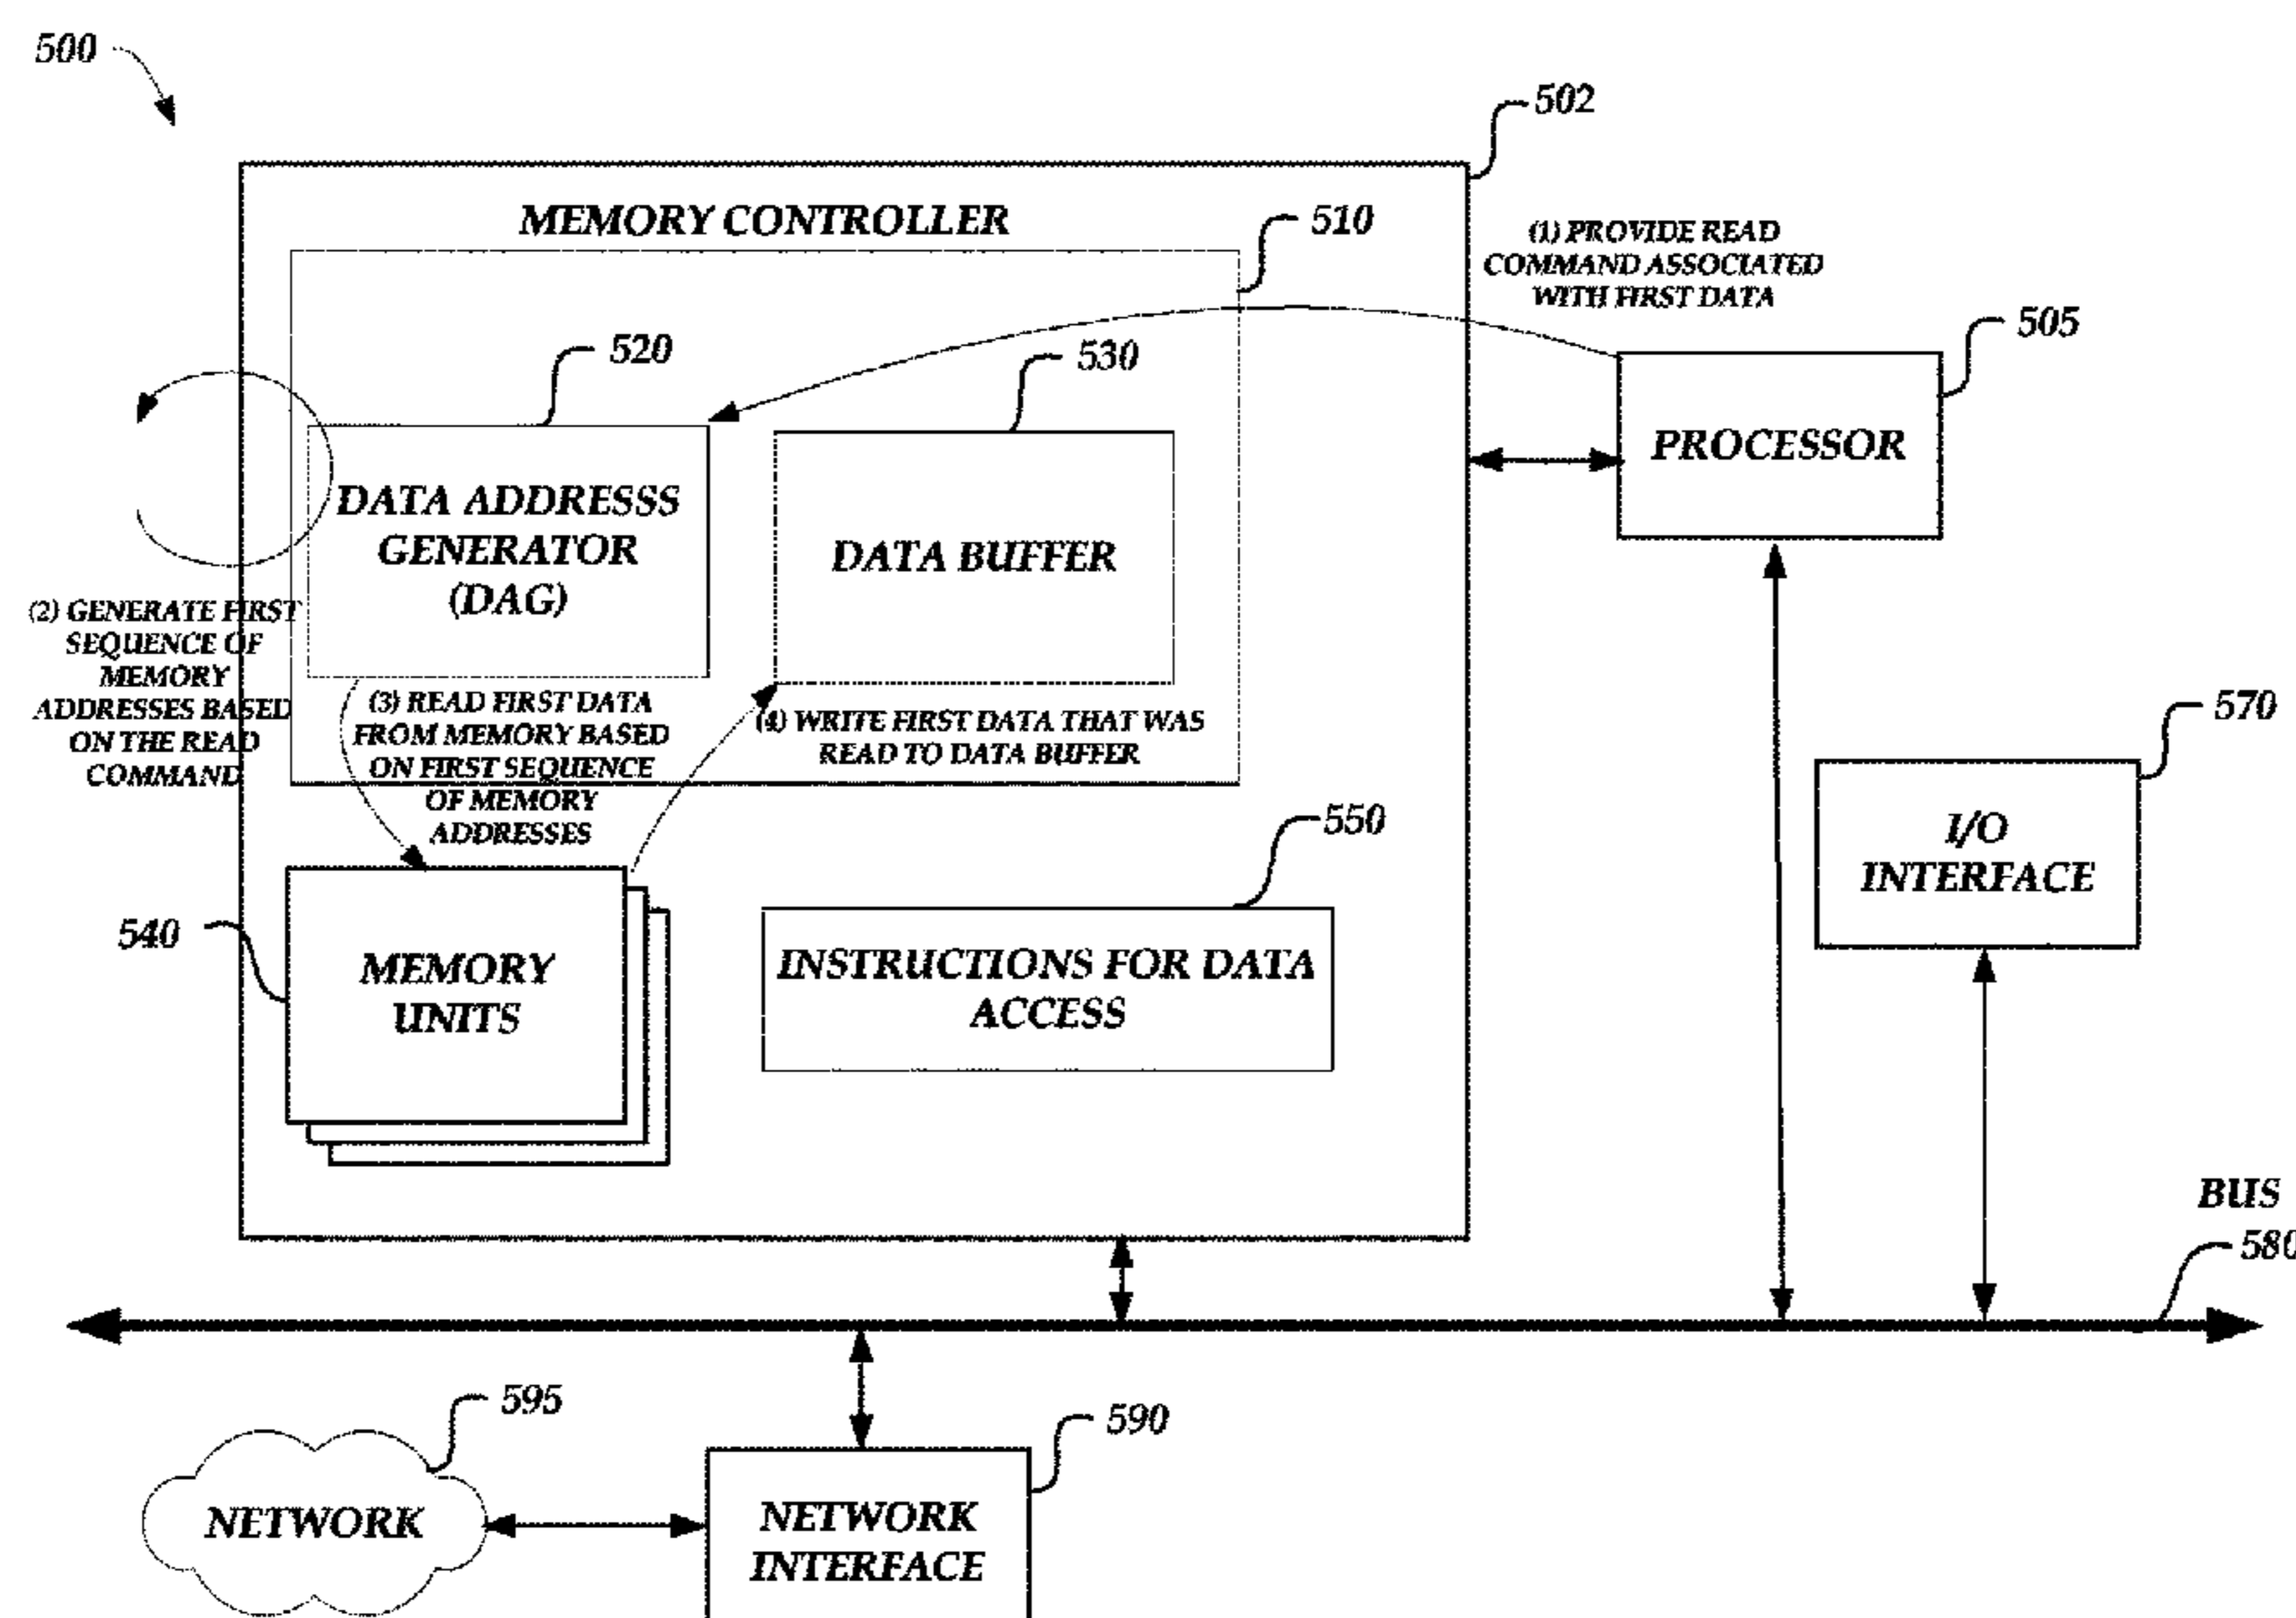 500
502
MEMORY CONTROLLER
510
(1) PROVIDE READ
COMMAND ASSOCIATED
WITH FIRST DATA
505
PROCESSOR
520
530
DATA ADDRESSS
GENERATOR
(DAG)
DATA BUFFER
(2) GENERATE FIRST
SEQUENCE OF
MEMORY
ADDRESSES BASED
ON THE READ
COMMAND
(3) READ FIRST DATA
FROM MEMORY BASED
ON FIRST SEQUENCE
OF MEMORY
ADDRESSES
(4) WRITE FIRST DATA THAT WAS
READ TO DATA BUFFER
570
I/O
INTERFACE
550
540
MEMORY
UNITS
INSTRUCTIONS FOR DATA
ACCESS
BUS
580
595
NETWORK
590
NETWORK
INTERFACE